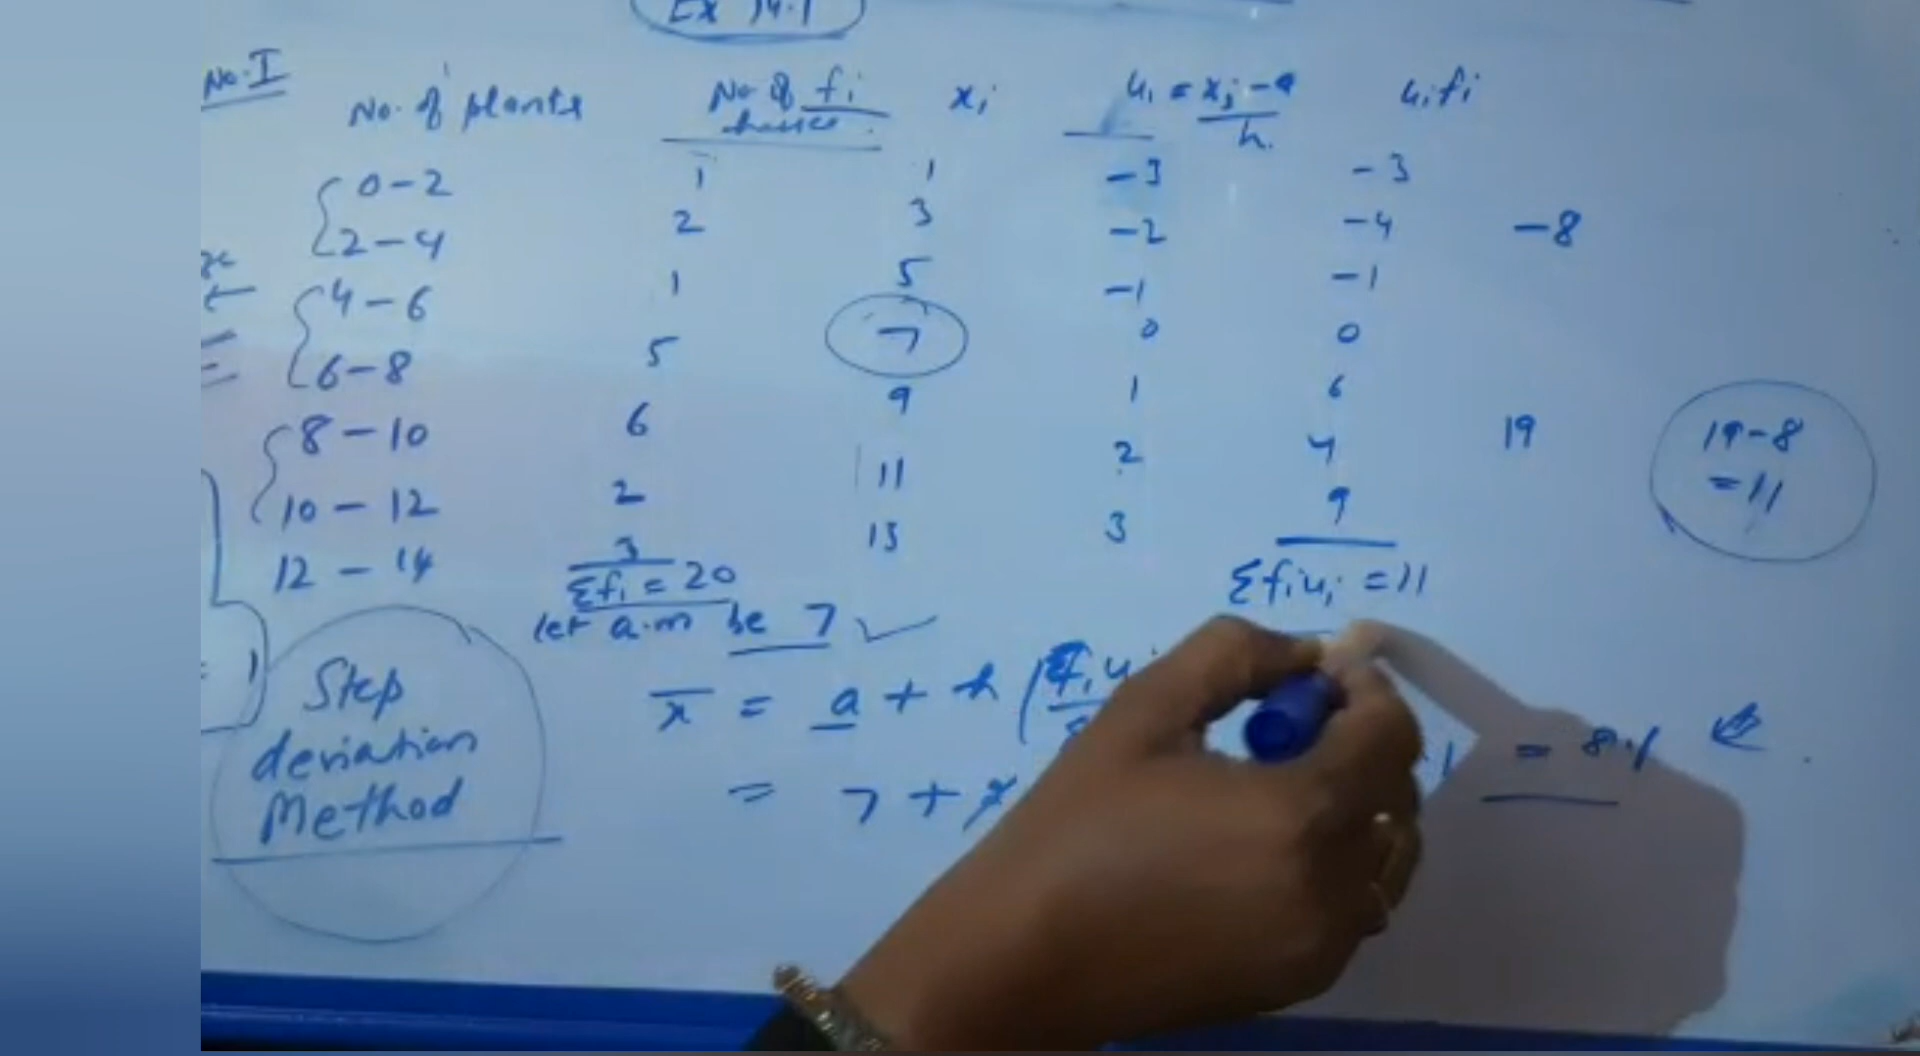 Ex 14.1
No. I
No. of plants No of fi xi ui = xi - a / h uifi
0-2 1 1 -3 -3
2-4 2 3 -2 -4 -8
4-6 1 5 -1 -1
6-8 5 7 0 0
8-10 6 9 1 6 19 19-8
10-12 2 11 2 4 =11
12-14 3 13 3 9
Σfi = 20 Σfiui = 11
let a.m be 7
Step x̄ = a + h
deviation = 8.1
Method = 7 +